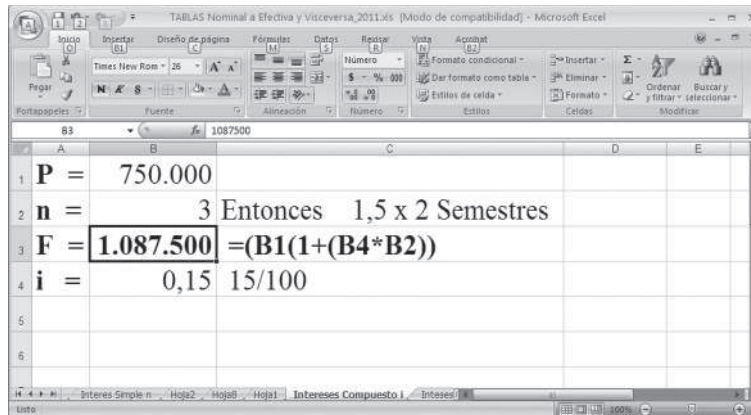 TABLAS Nominal a Efectiva y Visceversa_2011.xls [Modo de compatibilidad] - Microsoft Excel
Inicio Insertar Diseño de página Fórmulas Datos Revisar Vista Acrobat
Times New Rom 26
Número
Formato condicional
Dar formato como tabla
Estilos de celda
Insertar
Eliminar
Formato
Pegar
N K S
$ % 000
Ordenar y filtrar
Buscar y seleccionar
Portapapeles Fuente Alineación Número Estilos Celdas Modificar
B3 fx 1087500
A B C D E
1 P = 750.000
2 n = 3 Entonces 1,5 x 2 Semestres
3 F = 1.087.500 =(B1(1+(B4*B2))
4 i = 0,15 15/100
5
6
Interes Simple n Hoja2 Hoja8 Hoja1 Intereses Compuesto i
Listo 100%